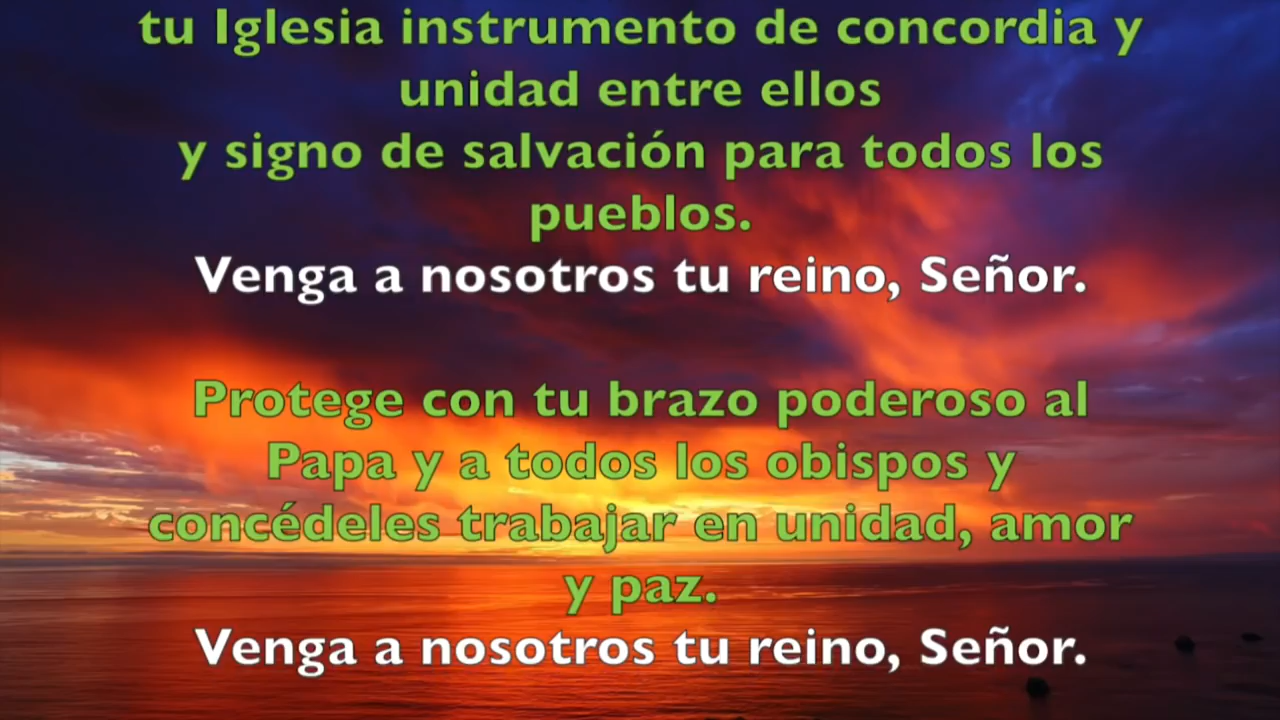 tu Iglesia instrumento de concordia y
unidad entre ellos
y signo de salvación para todos los
pueblos.
Venga a nosotros tu reino, Señor.
Protege con tu brazo poderoso al
Papa y a todos los obispos y
concédeles trabajar en unidad, amor
y paz.
Venga a nosotros tu reino, Señor.